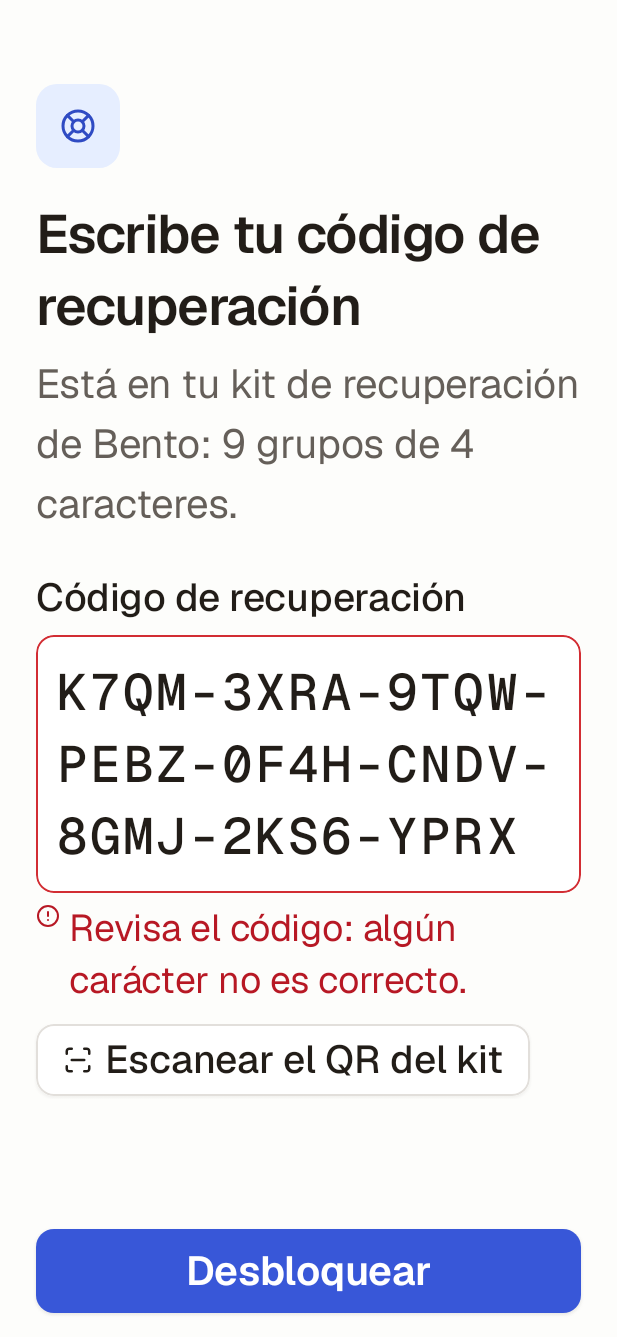 Escribe tu código de
recuperación
Está en tu kit de recuperación
de Bento: 9 grupos de 4
caracteres.
Código de recuperación
K7QM-3XRA-9TQW-
PEBZ-0F4H-CNDV-
8GMJ-2KS6-YPRX
Revisa el código: algún
carácter no es correcto.
Escanear el QR del kit
Desbloquear